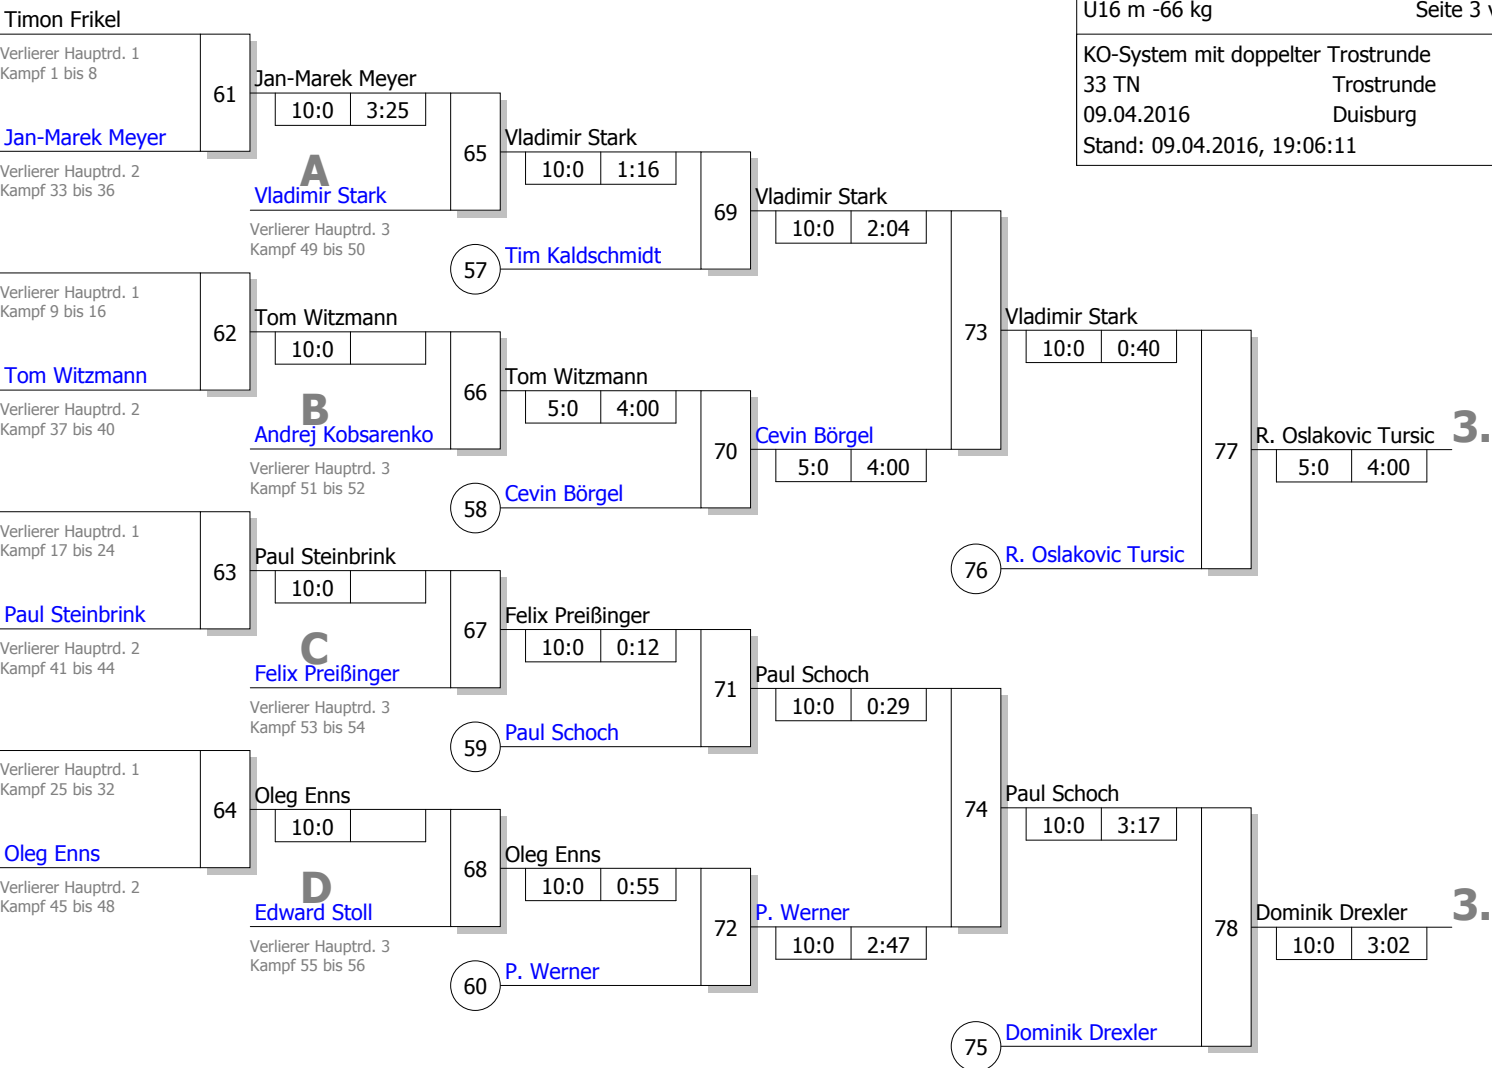 U16 m -66 kg
Seite 3 v
KO-System mit doppelter Trostrunde
33 TN
Trostrunde
09.04.2016
Duisburg
Stand: 09.04.2016, 19:06:11
Timon Frikel
Verlierer Hauptrd. 1
Kampf 1 bis 8
61
Jan-Marek Meyer
Verlierer Hauptrd. 2
Kampf 33 bis 36
Jan-Marek Meyer
10:0
3:25
A
65
Vladimir Stark
Verlierer Hauptrd. 3
Kampf 49 bis 50
Vladimir Stark
10:0
1:16
69
57
Tim Kaldschmidt
Vladimir Stark
10:0
2:04
Verlierer Hauptrd. 1
Kampf 9 bis 16
62
Tom Witzmann
Verlierer Hauptrd. 2
Kampf 37 bis 40
Tom Witzmann
10:0
B
66
Andrej Kobsarenko
Verlierer Hauptrd. 3
Kampf 51 bis 52
Tom Witzmann
5:0
4:00
70
58
Cevin Börgel
Cevin Börgel
5:0
4:00
73
Vladimir Stark
10:0
0:40
77
76
R. Oslakovic Tursic
R. Oslakovic Tursic
5:0
4:00
3.
Verlierer Hauptrd. 1
Kampf 17 bis 24
63
Paul Steinbrink
Verlierer Hauptrd. 2
Kampf 41 bis 44
Paul Steinbrink
10:0
C
67
Felix Preißinger
Verlierer Hauptrd. 3
Kampf 53 bis 54
Felix Preißinger
10:0
0:12
71
59
Paul Schoch
Paul Schoch
10:0
0:29
Verlierer Hauptrd. 1
Kampf 25 bis 32
64
Oleg Enns
Verlierer Hauptrd. 2
Kampf 45 bis 48
Oleg Enns
10:0
D
68
Edward Stoll
Verlierer Hauptrd. 3
Kampf 55 bis 56
Oleg Enns
10:0
0:55
72
60
P. Werner
P. Werner
10:0
2:47
74
Paul Schoch
10:0
3:17
78
75
Dominik Drexler
Dominik Drexler
10:0
3:02
3.